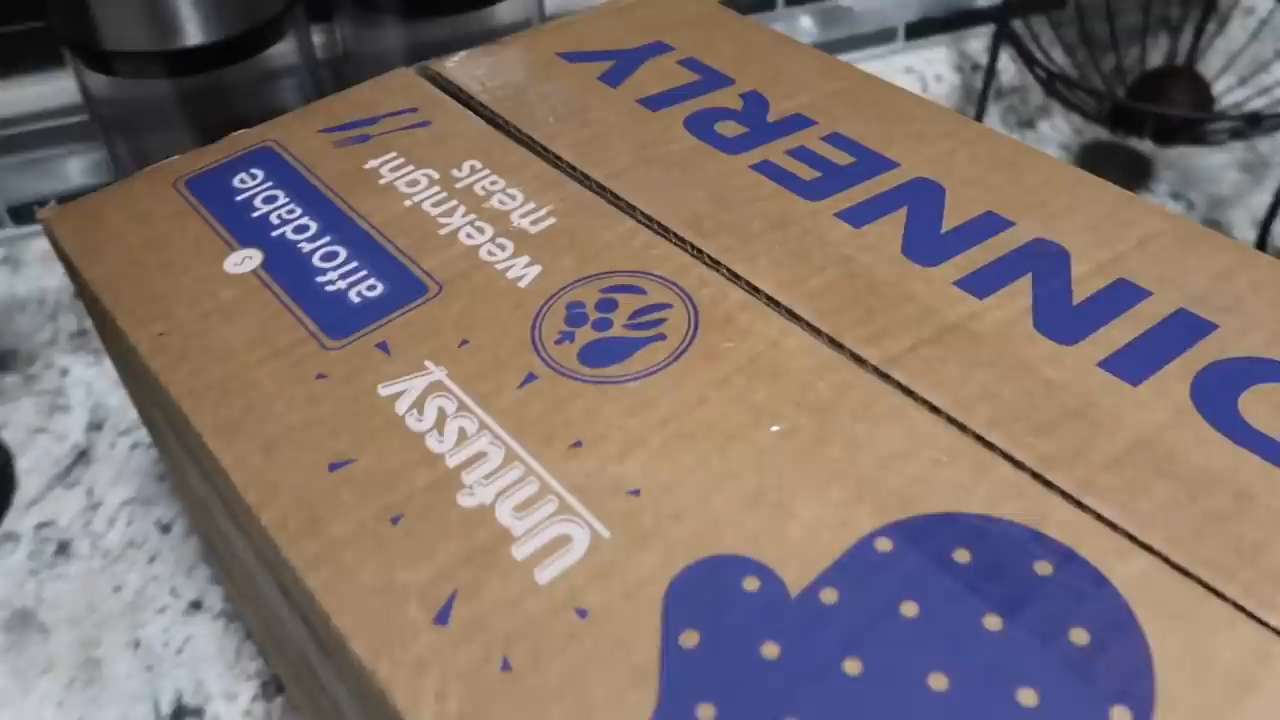 DINNERLY
Unfussy,
affordable
$
weeknight
meals